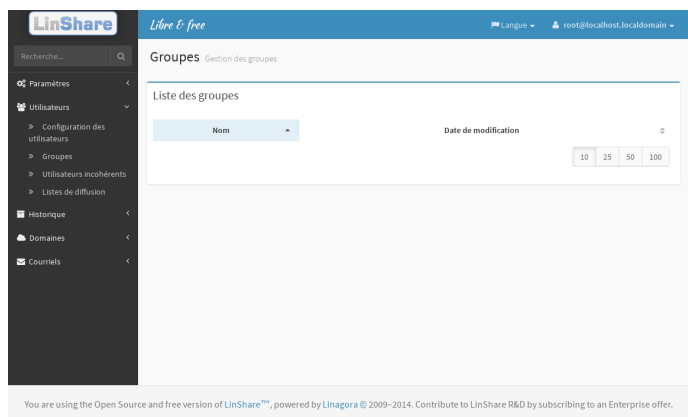 LinShare
Libre & free
Langue
root@localhost.localdomain
Recherche...
Groupes Gestion des groupes
Paramètres
Utilisateurs
Configuration des
utilisateurs
Groupes
Utilisateurs incohérents
Listes de diffusion
Historique
Domaines
Courriels
Liste des groupes
Nom Date de modification
10 25 50 100
You are using the Open Source and free version of LinShare™, powered by Linagora © 2009–2014. Contribute to LinShare R&D by subscribing to an Enterprise offer.